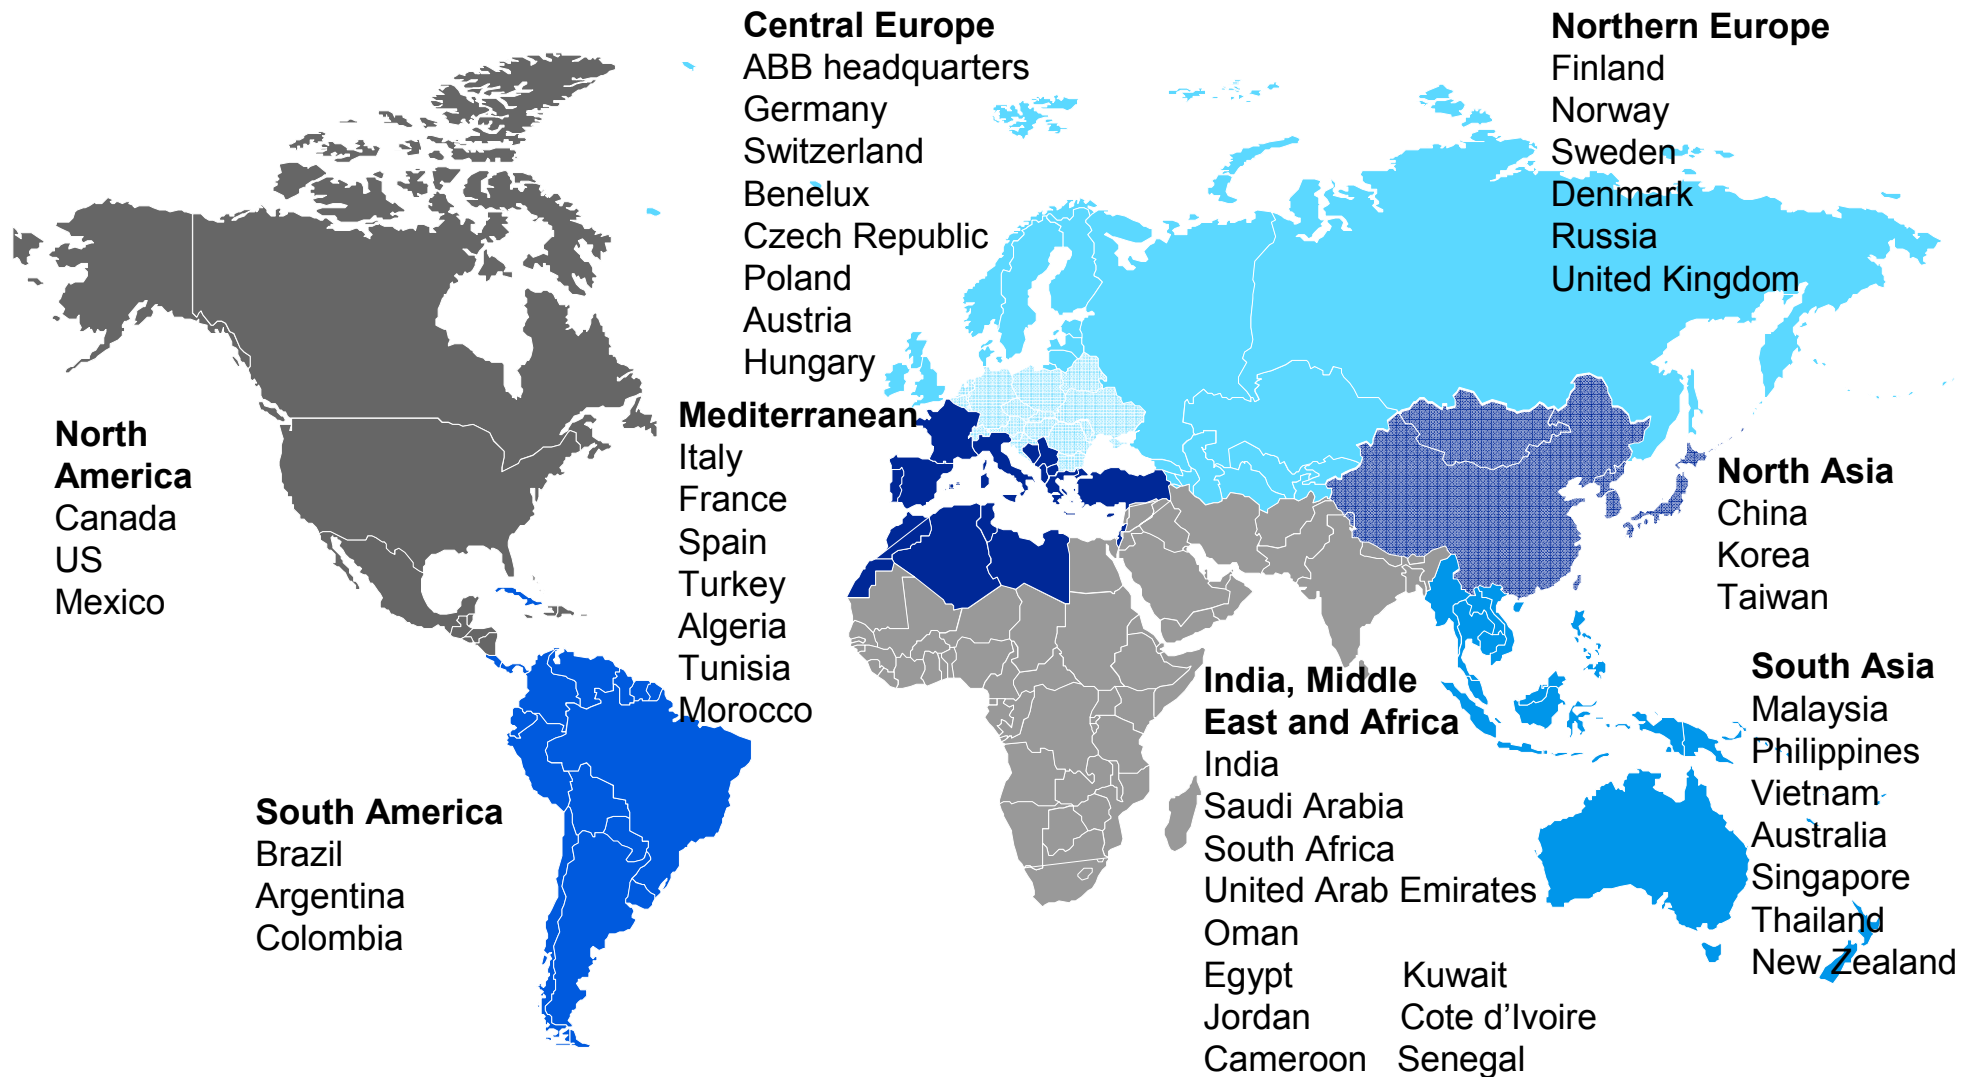 Central Europe
ABB headquarters
Germany
Switzerland
Benelux
Czech Republic
Poland
Austria
Hungary
Northern Europe
Finland
Norway
Sweden
Denmark
Russia
United Kingdom
North
America
Canada
US
Mexico
Mediterranean
Italy
France
Spain
Turkey
Algeria
Tunisia
Morocco
North Asia
China
Korea
Taiwan
South America
Brazil
Argentina
Colombia
India, Middle
East and Africa
India
Saudi Arabia
South Africa
United Arab Emirates
Oman
Egypt Kuwait
Jordan Cote d’Ivoire
Cameroon Senegal
South Asia
Malaysia
Philippines
Vietnam
Australia
Singapore
Thailand
New Zealand